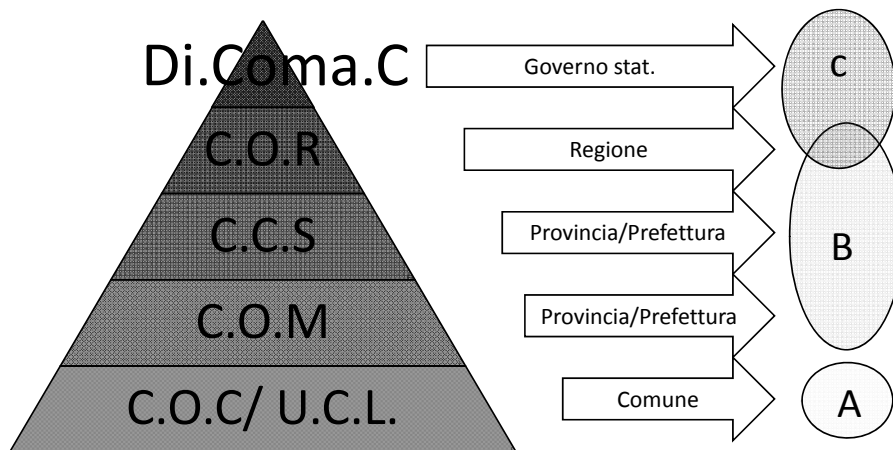 Di.Coma.C
Governo stat.
c
C.O.R
Regione
C.C.S
Provincia/Prefettura
B
C.O.M
Provincia/Prefettura
C.O.C/ U.C.L.
Comune
A